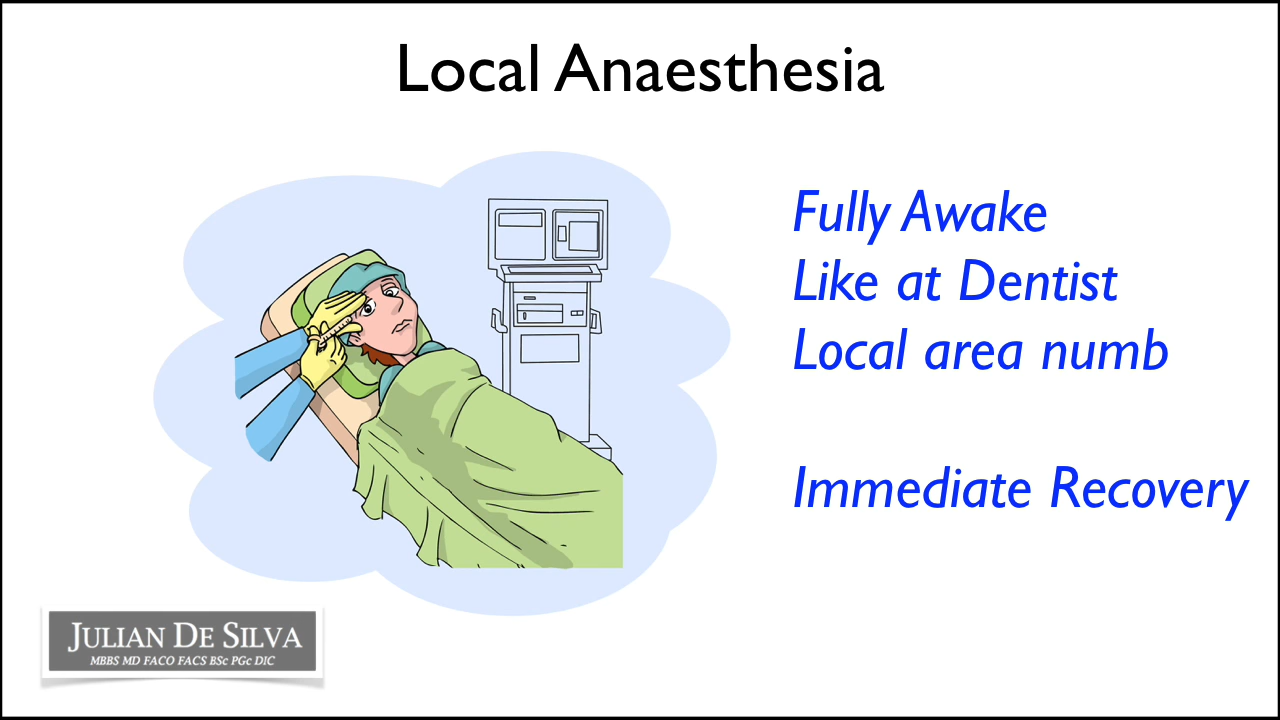 Local Anaesthesia
Fully Awake
Like at Dentist
Local area numb
Immediate Recovery
JULIAN DE SILVA
MBBS MD FACO FACS BSc PGc DIC